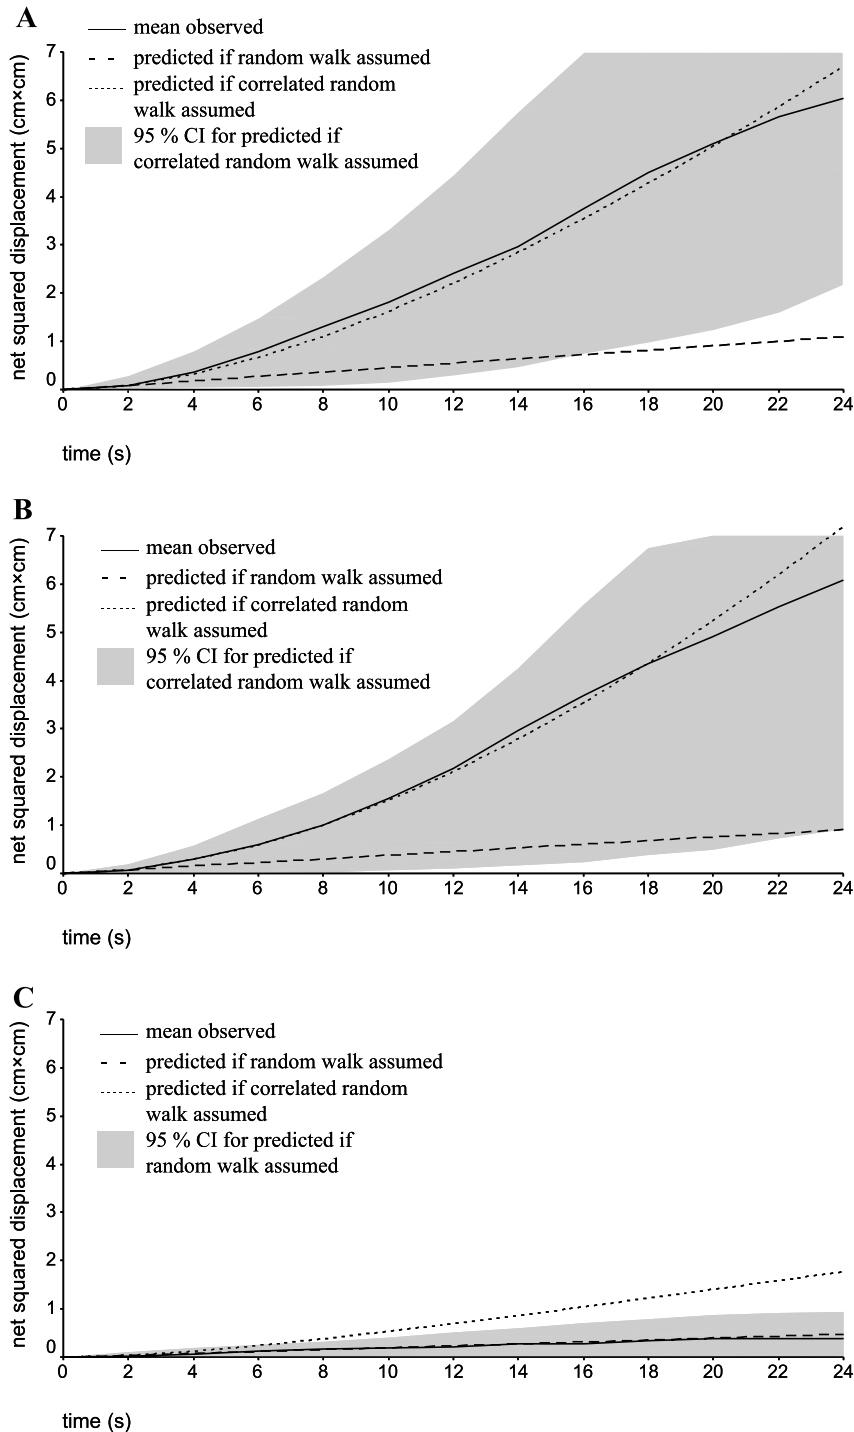 A
mean observed
predicted if random walk assumed
predicted if correlated random
walk assumed
95 % CI for predicted if
correlated random walk assumed
net squared displacement (cm×cm)
7
6
5
4
3
2
1
0
0 2 4 6 8 10 12 14 16 18 20 22 24
time (s)
B
mean observed
predicted if random walk assumed
predicted if correlated random
walk assumed
95 % CI for predicted if
correlated random walk assumed
net squared displacement (cm×cm)
7
6
5
4
3
2
1
0
0 2 4 6 8 10 12 14 16 18 20 22 24
time (s)
C
mean observed
predicted if random walk assumed
predicted if correlated random
walk assumed
95 % CI for predicted if
random walk assumed
net squared displacement (cm×cm)
7
6
5
4
3
2
1
0
0 2 4 6 8 10 12 14 16 18 20 22 24
time (s)